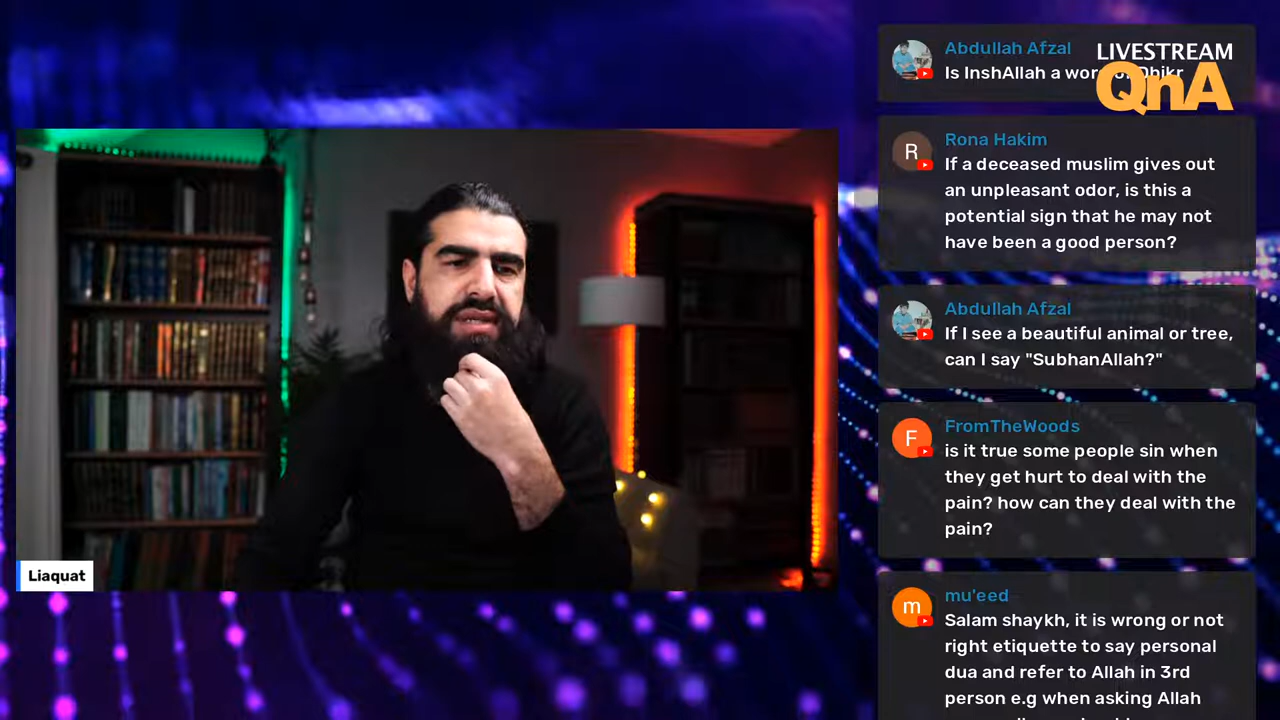 Abdullah Afzal
Is InshAllah a Dhikr
LIVESTREAM
QnA
R
Rona Hakim
If a deceased muslim gives out
an unpleasant odor, is this a
potential sign that he may not
have been a good person?
Abdullah Afzal
If I see a beautiful animal or tree,
can I say "SubhanAllah?"
F
FromTheWoods
is it true some people sin when
they get hurt to deal with the
pain? how can they deal with the
pain?
m
mu'eed
Salam shaykh, it is wrong or not
right etiquette to say personal
dua and refer to Allah in 3rd
person e.g when asking Allah
Liaquat